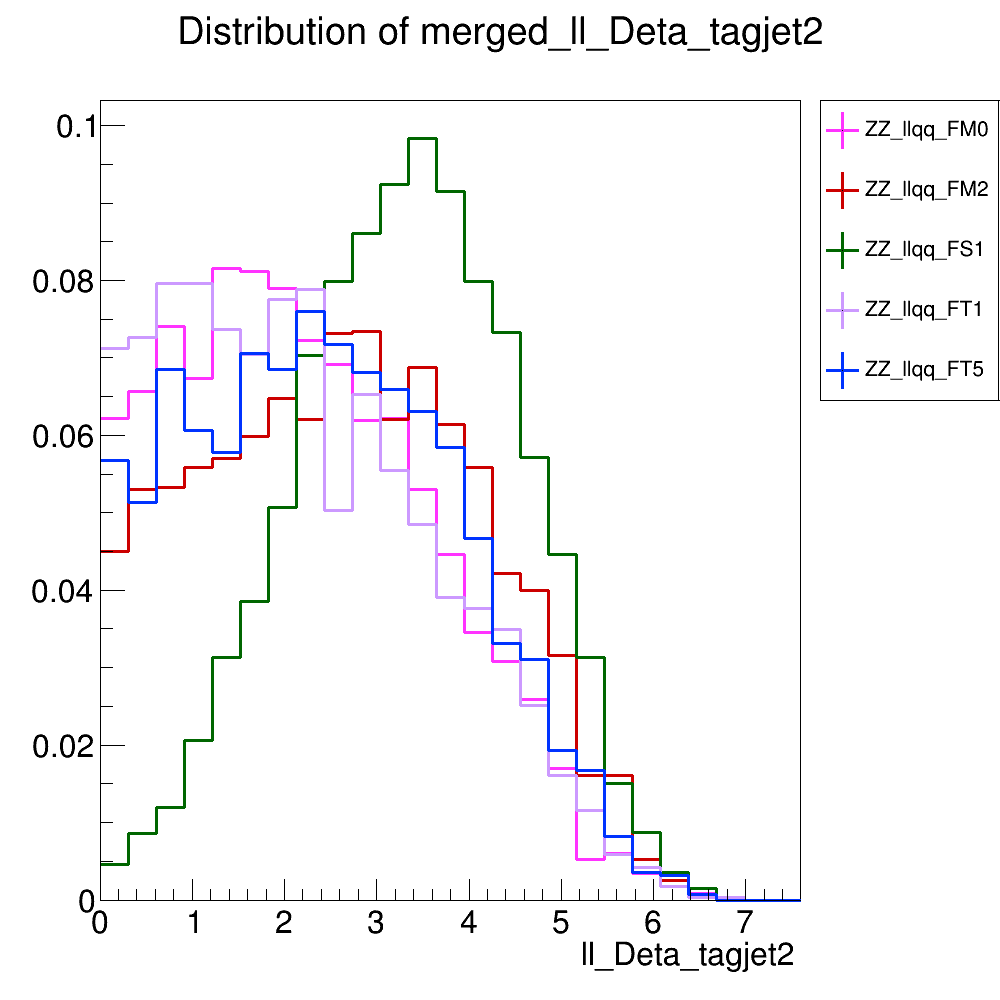 Distribution of merged_ll_Deta_tagjet2
0.1
0.08
0.06
0.04
0.02
0
0 1 2 3 4 5 6 7
ll_Deta_tagjet2
ZZ_llqq_FM0
ZZ_llqq_FM2
ZZ_llqq_FS1
ZZ_llqq_FT1
ZZ_llqq_FT5